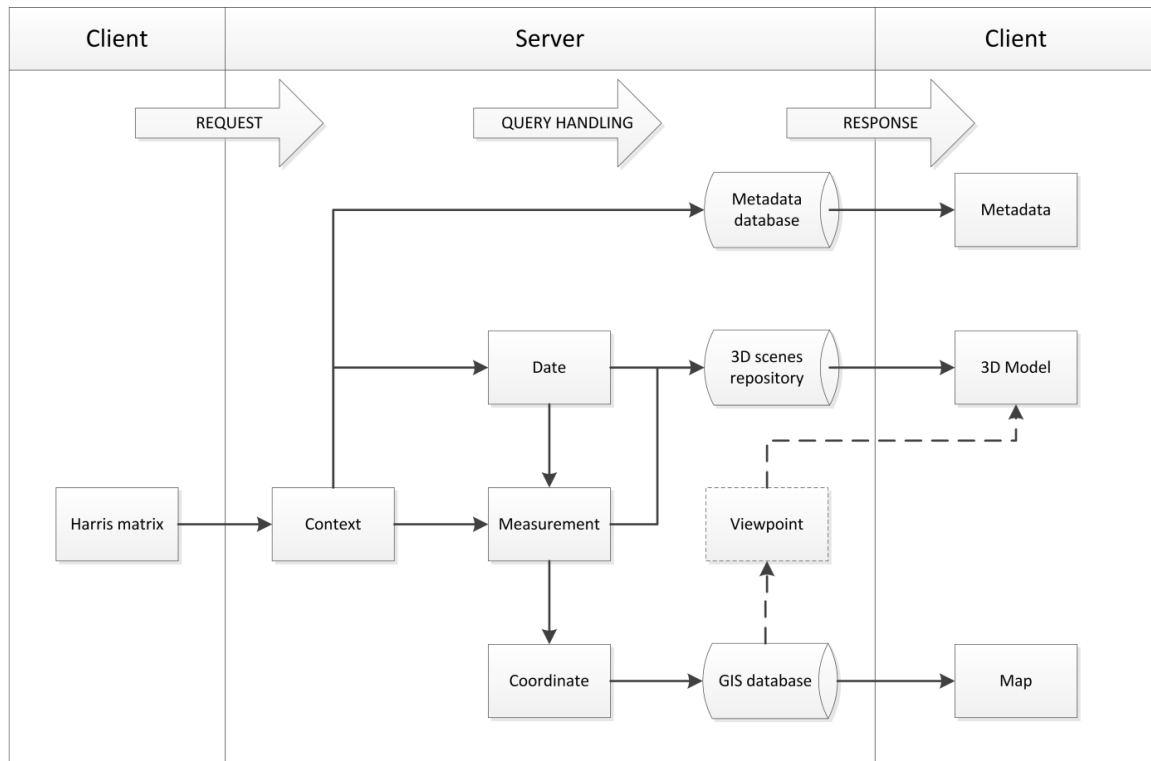 Client
Server
Client
REQUEST
QUERY HANDLING
RESPONSE
Metadata
database
Metadata
Date
3D scenes
repository
3D Model
Harris matrix
Context
Measurement
Viewpoint
Coordinate
GIS database
Map